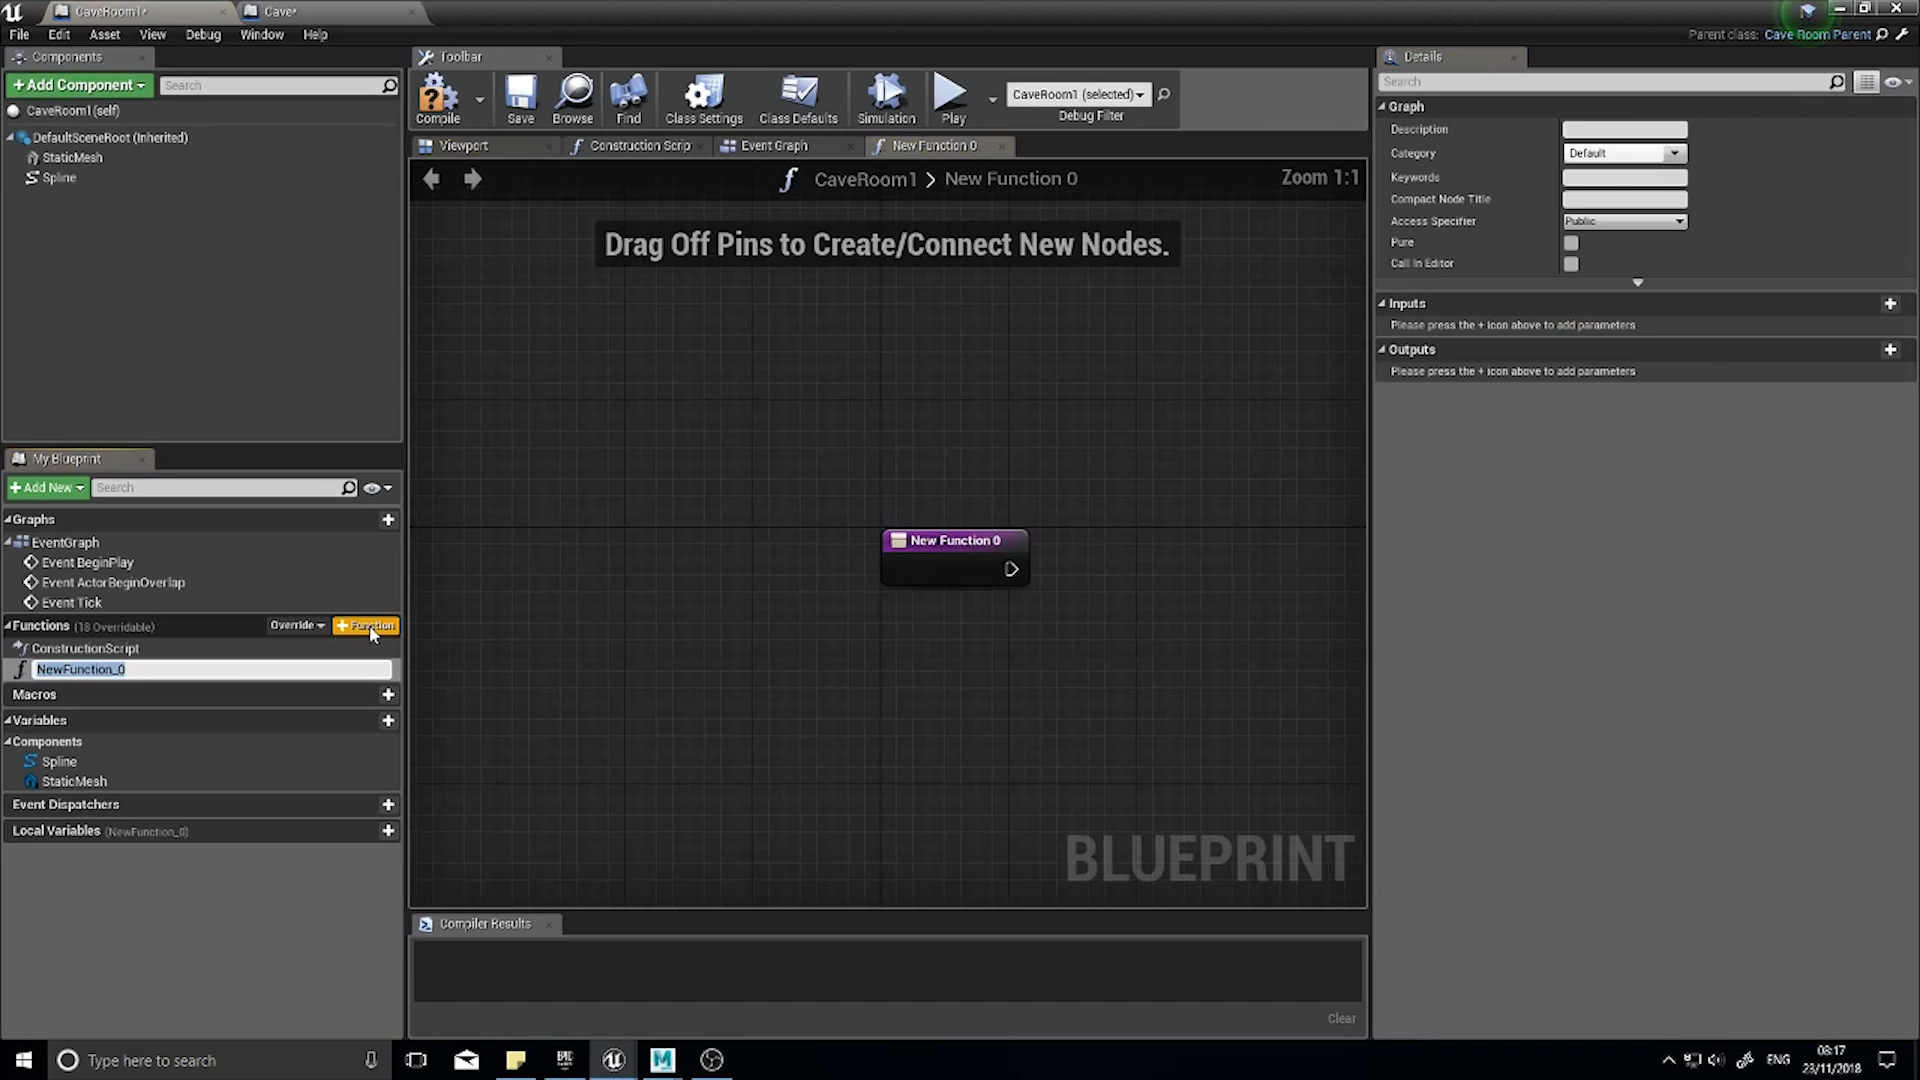 CaveRoom1*
Cave*
File Edit Asset View Debug Window Help
Parent class: Cave Room Parent
Components
+Add Component
Search
CaveRoom1 (self)
DefaultSceneRoot (Inherited)
StaticMesh
Spline
Toolbar
Compile
Save
Browse
Find
Class Settings
Class Defaults
Simulation
Play
CaveRoom1 (selected)
Debug Filter
Viewport
Construction Scrip
Event Graph
New Function 0
CaveRoom1 > New Function 0
Zoom 1:1
Drag Off Pins to Create/Connect New Nodes.
New Function 0
BLUEPRINT
Compiler Results
Clear
My Blueprint
+Add New
Search
Graphs
EventGraph
Event BeginPlay
Event ActorBeginOverlap
Event Tick
Functions (18 Overridable)
Override
+Function
ConstructionScript
NewFunction_0
Macros
Variables
Components
Spline
StaticMesh
Event Dispatchers
Local Variables (NewFunction_0)
Details
Search
Graph
Description
Category Default
Keywords
Compact Node Title
Access Specifier Public
Pure
Call In Editor
Inputs
Please press the + icon above to add parameters
Outputs
Please press the + icon above to add parameters
Type here to search
ENG
08:17
23/11/2018